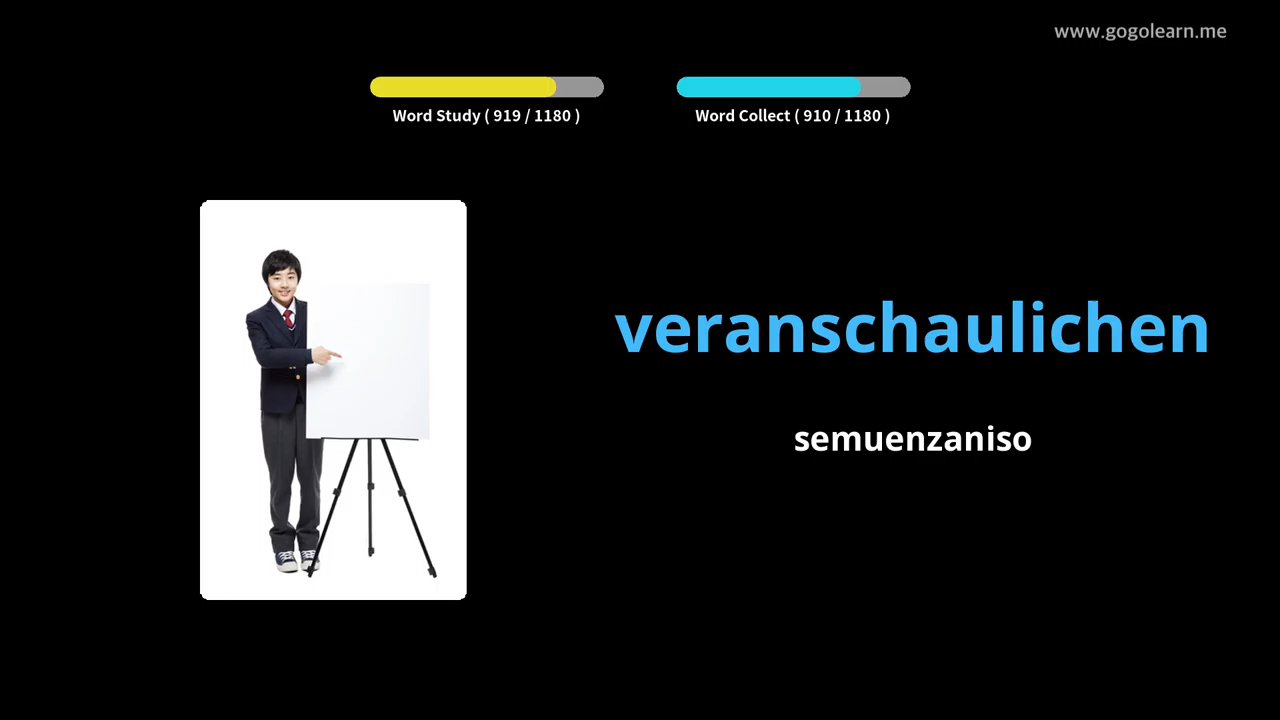 www.gogolearn.me
Word Study ( 919 / 1180 )
Word Collect ( 910 / 1180 )
veranschaulichen
semuenzaniso